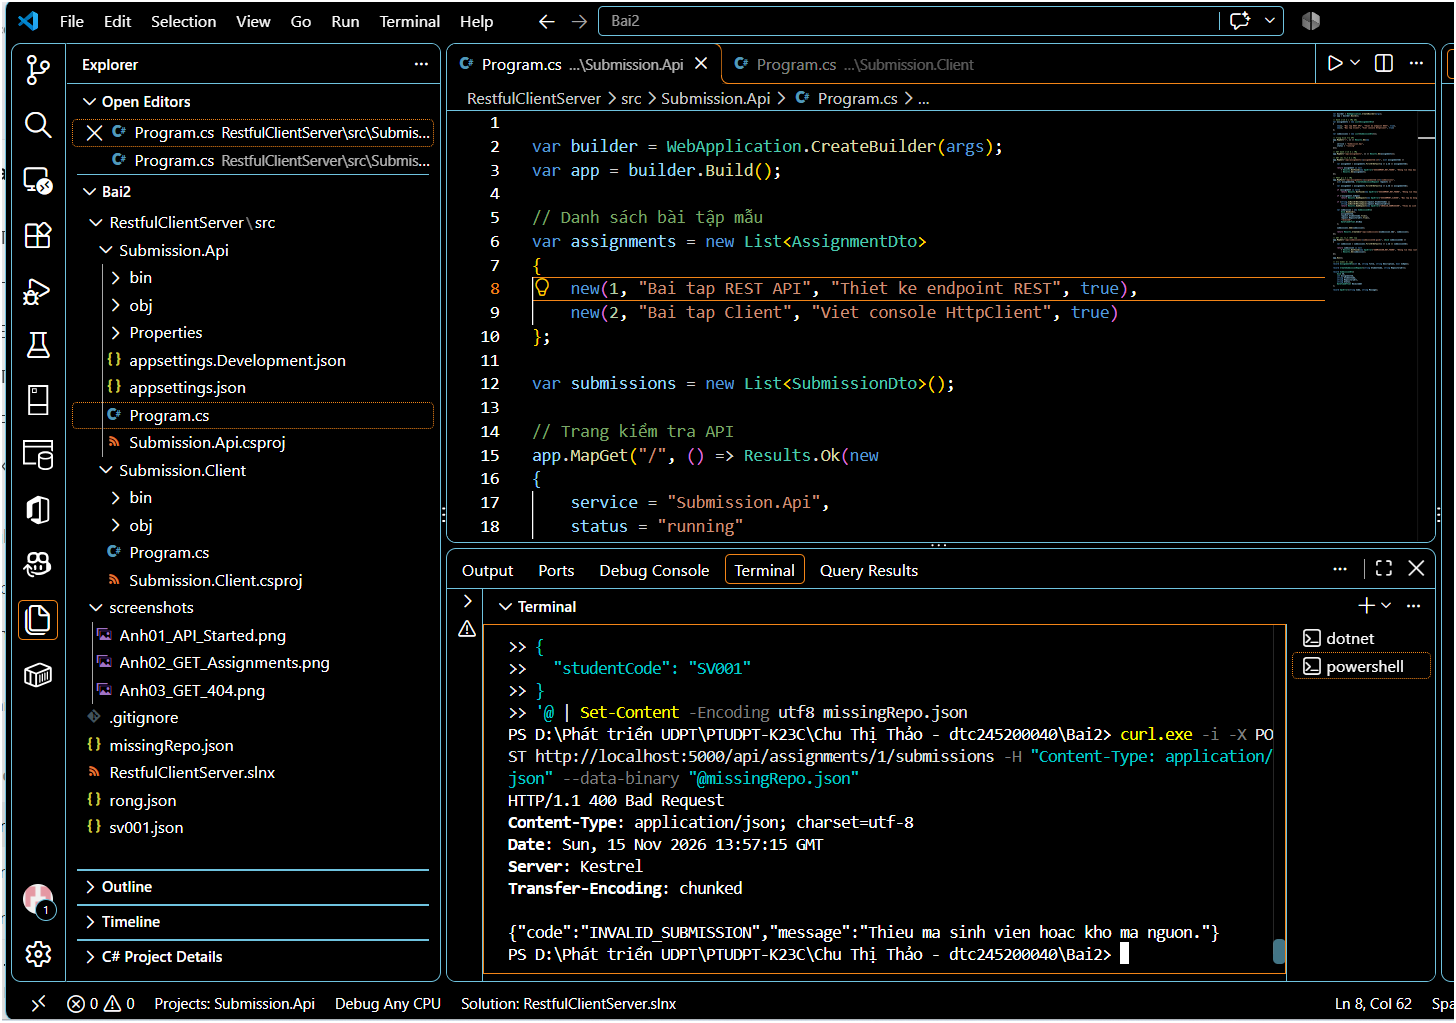 File Edit Selection View Go Run Terminal Help
Bai2
Explorer
Open Editors
Program.cs RestfulClientServer\src\Submis...
Program.cs RestfulClientServer\src\Submis...
Bai2
RestfulClientServer\src
Submission.Api
bin
obj
Properties
appsettings.Development.json
appsettings.json
Program.cs
Submission.Api.csproj
Submission.Client
bin
obj
Program.cs
Submission.Client.csproj
screenshots
Anh01_API_Started.png
Anh02_GET_Assignments.png
Anh03_GET_404.png
.gitignore
missingRepo.json
RestfulClientServer.slnx
rong.json
sv001.json
Outline
Timeline
C# Project Details
1
Program.cs ...\Submission.Api
Program.cs ...\Submission.Client
RestfulClientServer > src > Submission.Api > Program.cs > ...
1
2 var builder = WebApplication.CreateBuilder(args);
3 var app = builder.Build();
4
5 // Danh sách bài tập mẫu
6 var assignments = new List<AssignmentDto>
7 {
8 new(1, "Bai tap REST API", "Thiet ke endpoint REST", true),
9 new(2, "Bai tap Client", "Viet console HttpClient", true)
10 };
11
12 var submissions = new List<SubmissionDto>();
13
14 // Trang kiểm tra API
15 app.MapGet("/", () => Results.Ok(new
16 {
17 service = "Submission.Api",
18 status = "running"
Output Ports Debug Console Terminal Query Results
Terminal
>> {
>>   "studentCode": "SV001"
>> }
>> '@ | Set-Content -Encoding utf8 missingRepo.json
PS D:\Phát triển UDPT\PTUDPT-K23C\Chu Thị Thảo - dtc245200040\Bai2> curl.exe -i -X PO
ST http://localhost:5000/api/assignments/1/submissions -H "Content-Type: application/
json" --data-binary "@missingRepo.json"
HTTP/1.1 400 Bad Request
Content-Type: application/json; charset=utf-8
Date: Sun, 15 Nov 2026 13:57:15 GMT
Server: Kestrel
Transfer-Encoding: chunked
{"code":"INVALID_SUBMISSION","message":"Thieu ma sinh vien hoac kho ma nguon."}
PS D:\Phát triển UDPT\PTUDPT-K23C\Chu Thị Thảo - dtc245200040\Bai2>
dotnet
powershell
0 0 Projects: Submission.Api Debug Any CPU Solution: RestfulClientServer.slnx Ln 8, Col 62 Spa